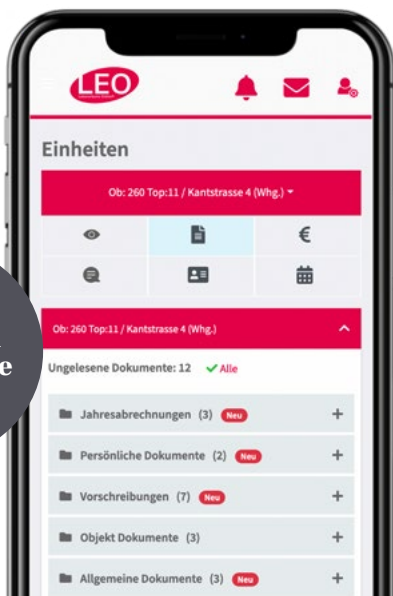 LEO
Einheiten
Ob: 260 Top:11 / Kantstrasse 4 (Whg.)
€
Ob: 260 Top:11 / Kantstrasse 4 (Whg.)
Ungelesene Dokumente: 12 Alle
Jahresabrechnungen (3) Neu +
Persönliche Dokumente (2) Neu +
Vorschreibungen (7) Neu +
Objekt Dokumente (3) +
Allgemeine Dokumente (3) Neu +